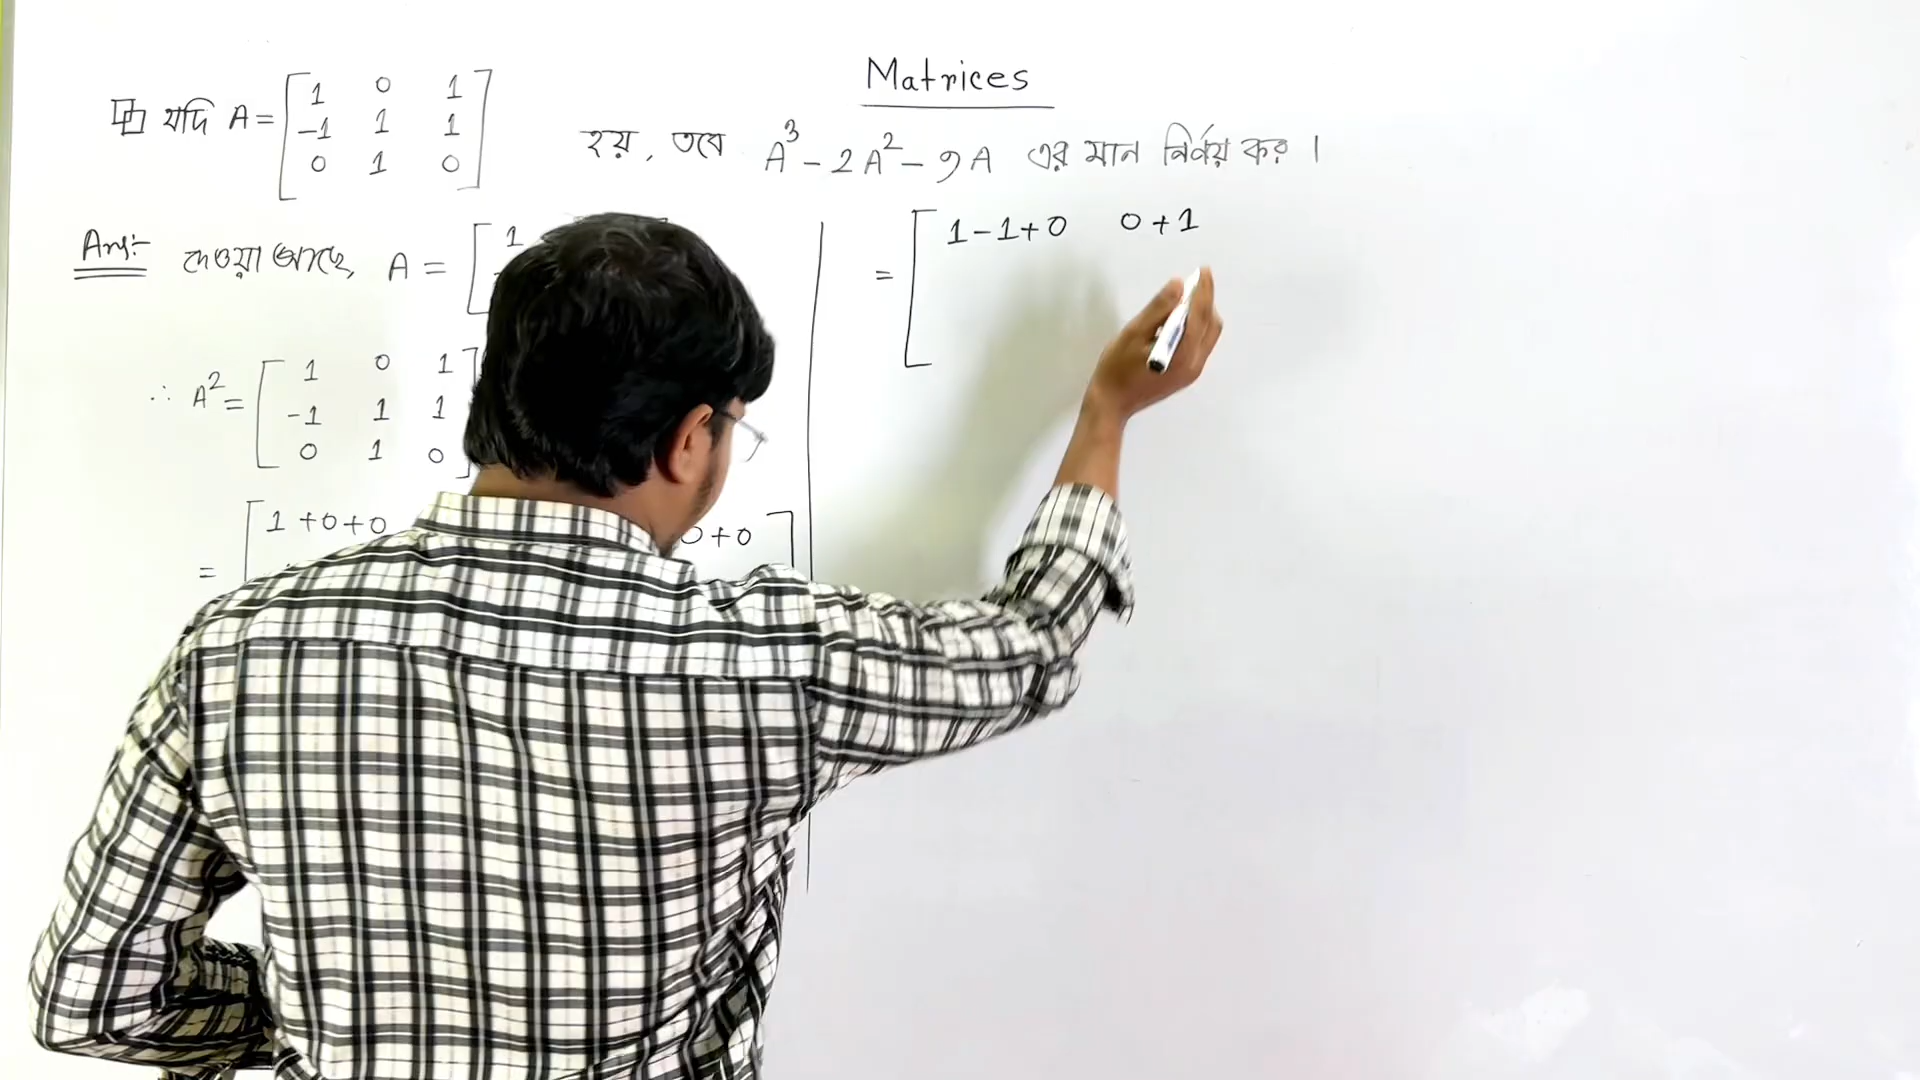 Matrices
যদি A = [ 1 0 1
-1 1 1
0 1 0 ] হয়, তবে A³ - 2A² - 9A এর মান নির্ণয় কর।
Ans:- দেওয়া আছে, A = [ 1
∴ A² = [ 1 0 1
-1 1 1
0 1 0 ]
= [ 1+0+0 0+0 ]
= [ 1-1+0 0+1